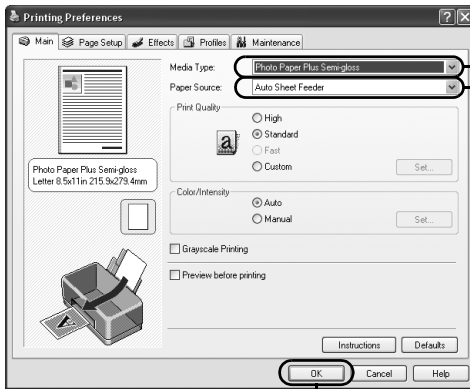 Printing Preferences
Main Page Setup Effects Profiles Maintenance
Media Type: Photo Paper Plus Semi-gloss
Paper Source: Auto Sheet Feeder
Print Quality
High
Standard
Fast
Custom Set...
Photo Paper Plus Semi-gloss
Letter 8.5x11in 215.9x279.4mm
Color/Intensity
Auto
Manual Set...
Grayscale Printing
Preview before printing
Instructions Defaults
OK Cancel Help